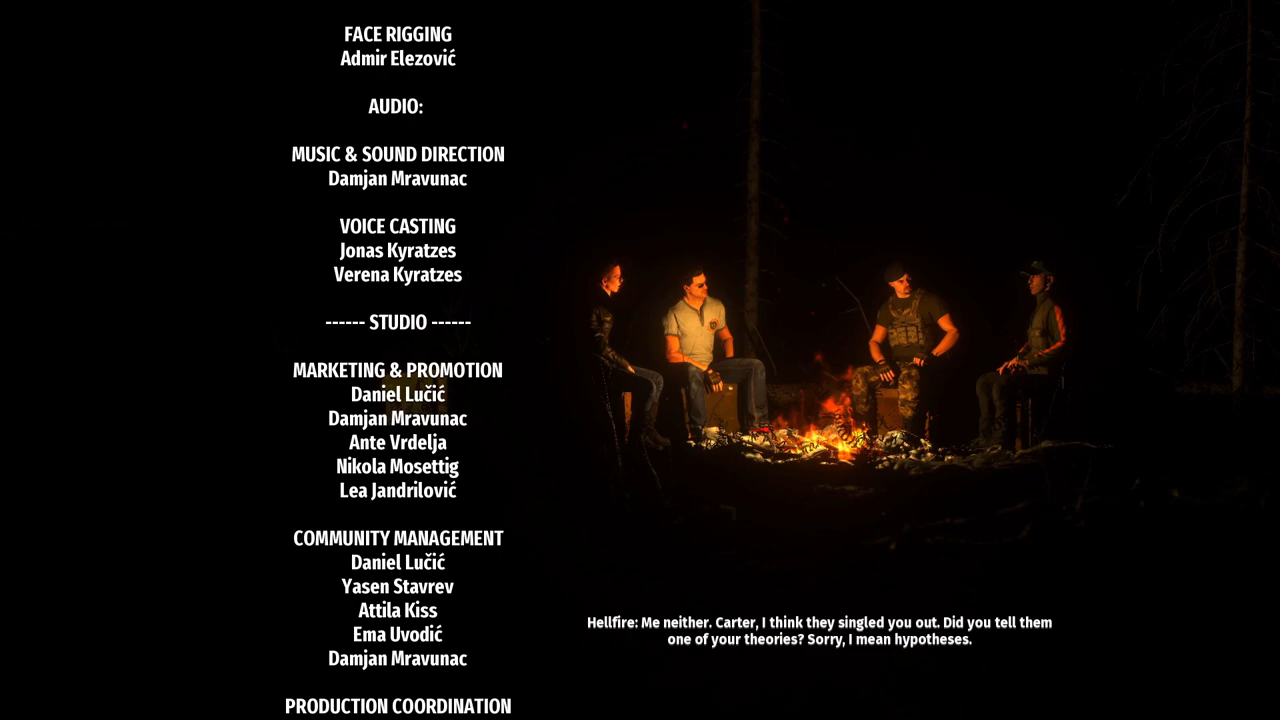 FACE RIGGING
Admir Elezović
AUDIO:
MUSIC & SOUND DIRECTION
Damjan Mravunac
VOICE CASTING
Jonas Kyratzes
Verena Kyratzes
------ STUDIO ------
MARKETING & PROMOTION
Daniel Lučić
Damjan Mravunac
Ante Vrdelja
Nikola Mosettig
Lea Jandrilović
COMMUNITY MANAGEMENT
Daniel Lučić
Yasen Stavrev
Attila Kiss
Ema Uvodić
Damjan Mravunac
PRODUCTION COORDINATION
Hellfire: Me neither. Carter, I think they singled you out. Did you tell them
one of your theories? Sorry, I mean hypotheses.